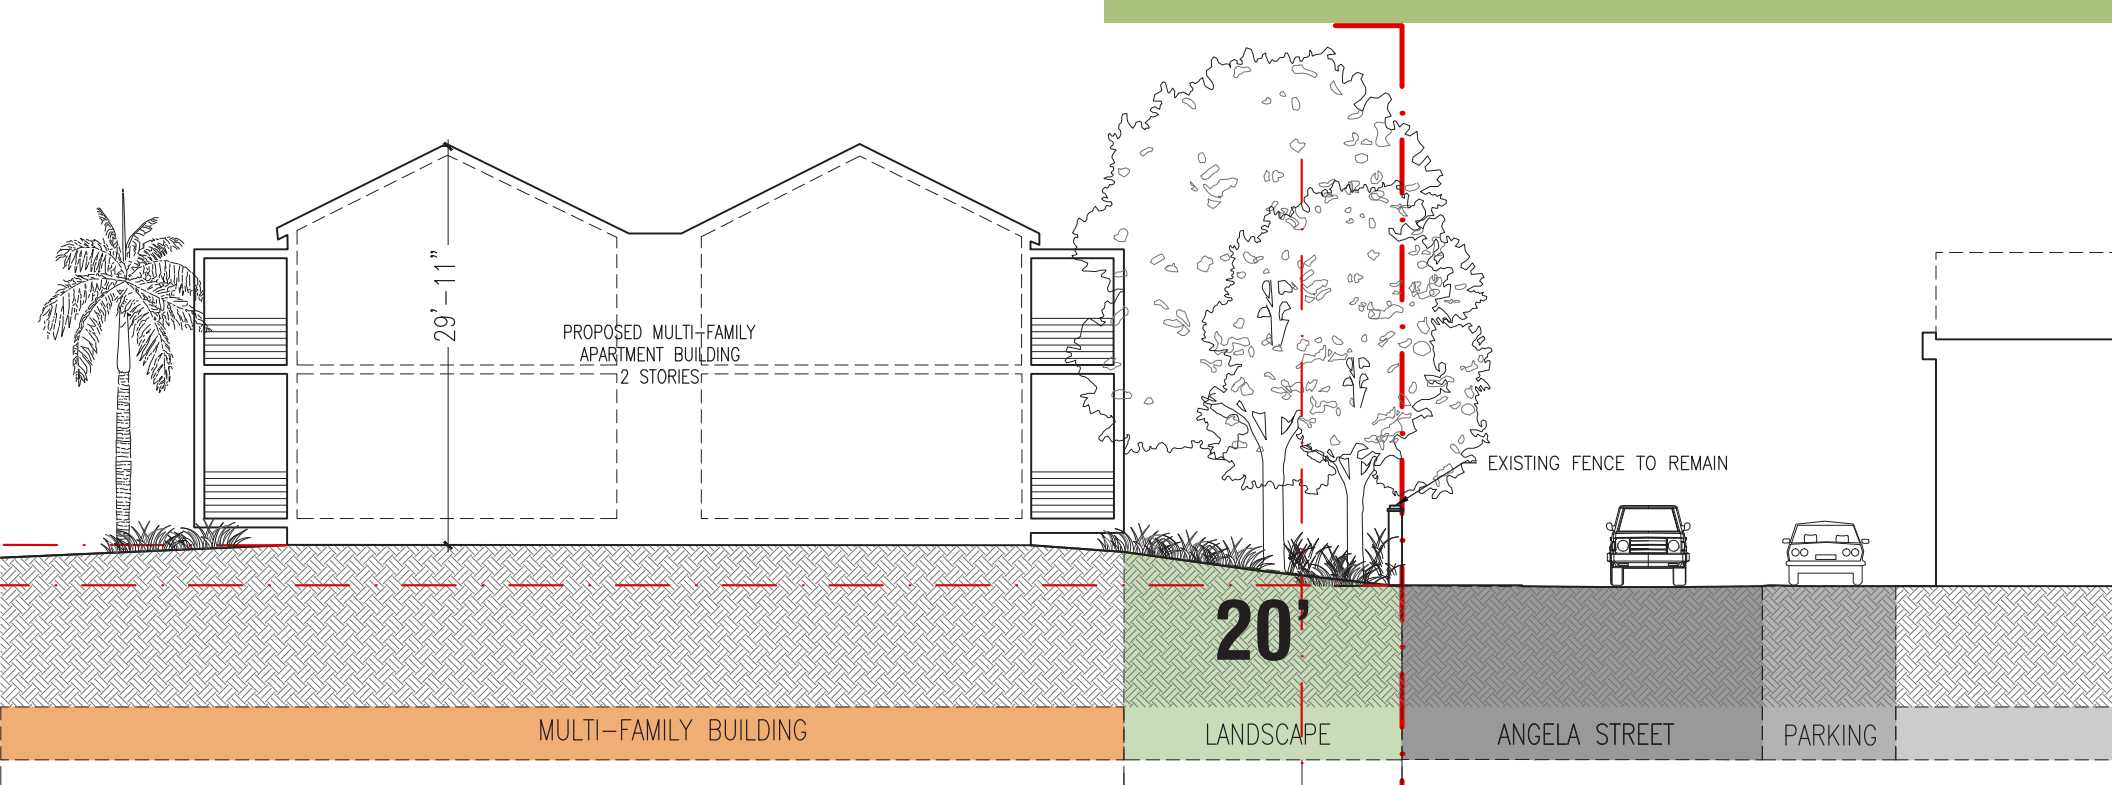 29'-11"
PROPOSED MULTI-FAMILY
APARTMENT BUILDING
2 STORIES
EXISTING FENCE TO REMAIN
20'
MULTI-FAMILY BUILDING
LANDSCAPE
ANGELA STREET
PARKING